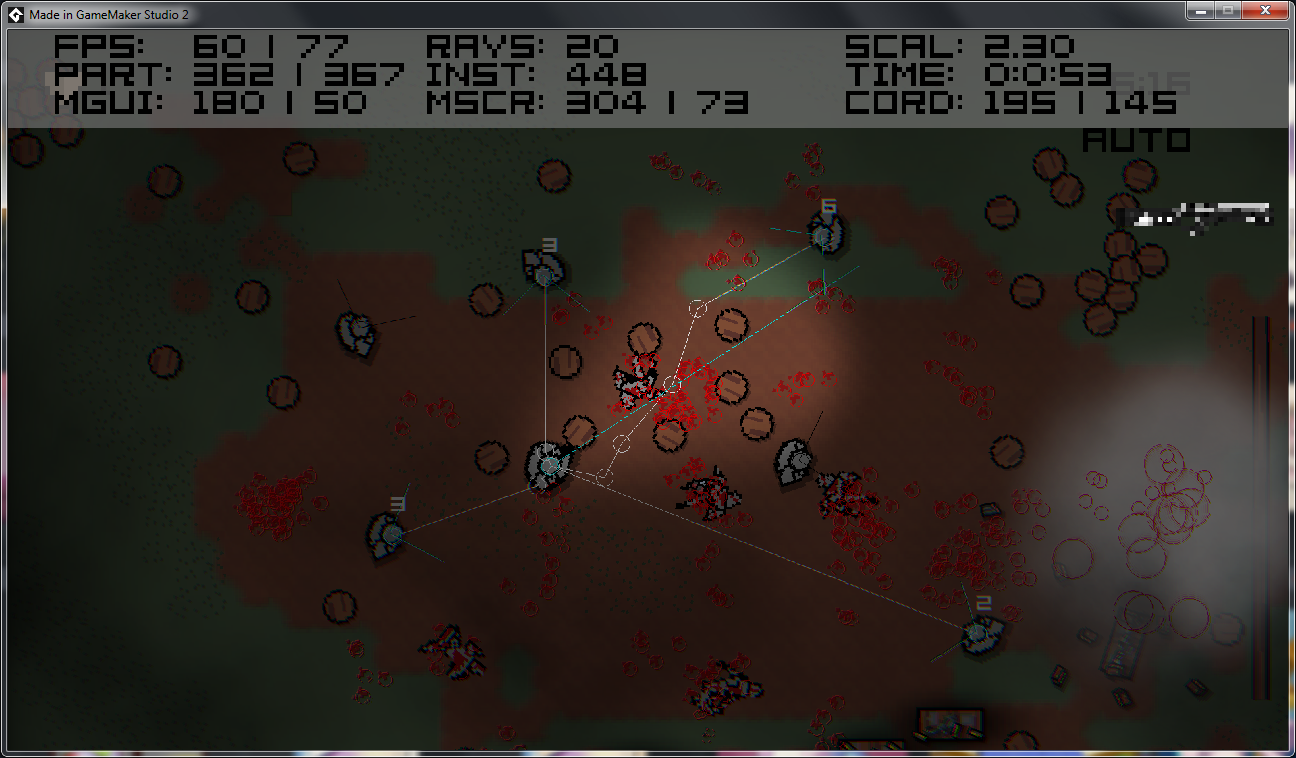 Made in GameMaker Studio 2
FPS: 60 | 77 RAYS: 20 SCAL: 2.30
PART: 362 | 367 INST: 448 TIME: 0:0:53
MGUI: 180 | 50 MSCR: 304 | 73 CORD: 195 | 145
AUTO
6
3
3
2